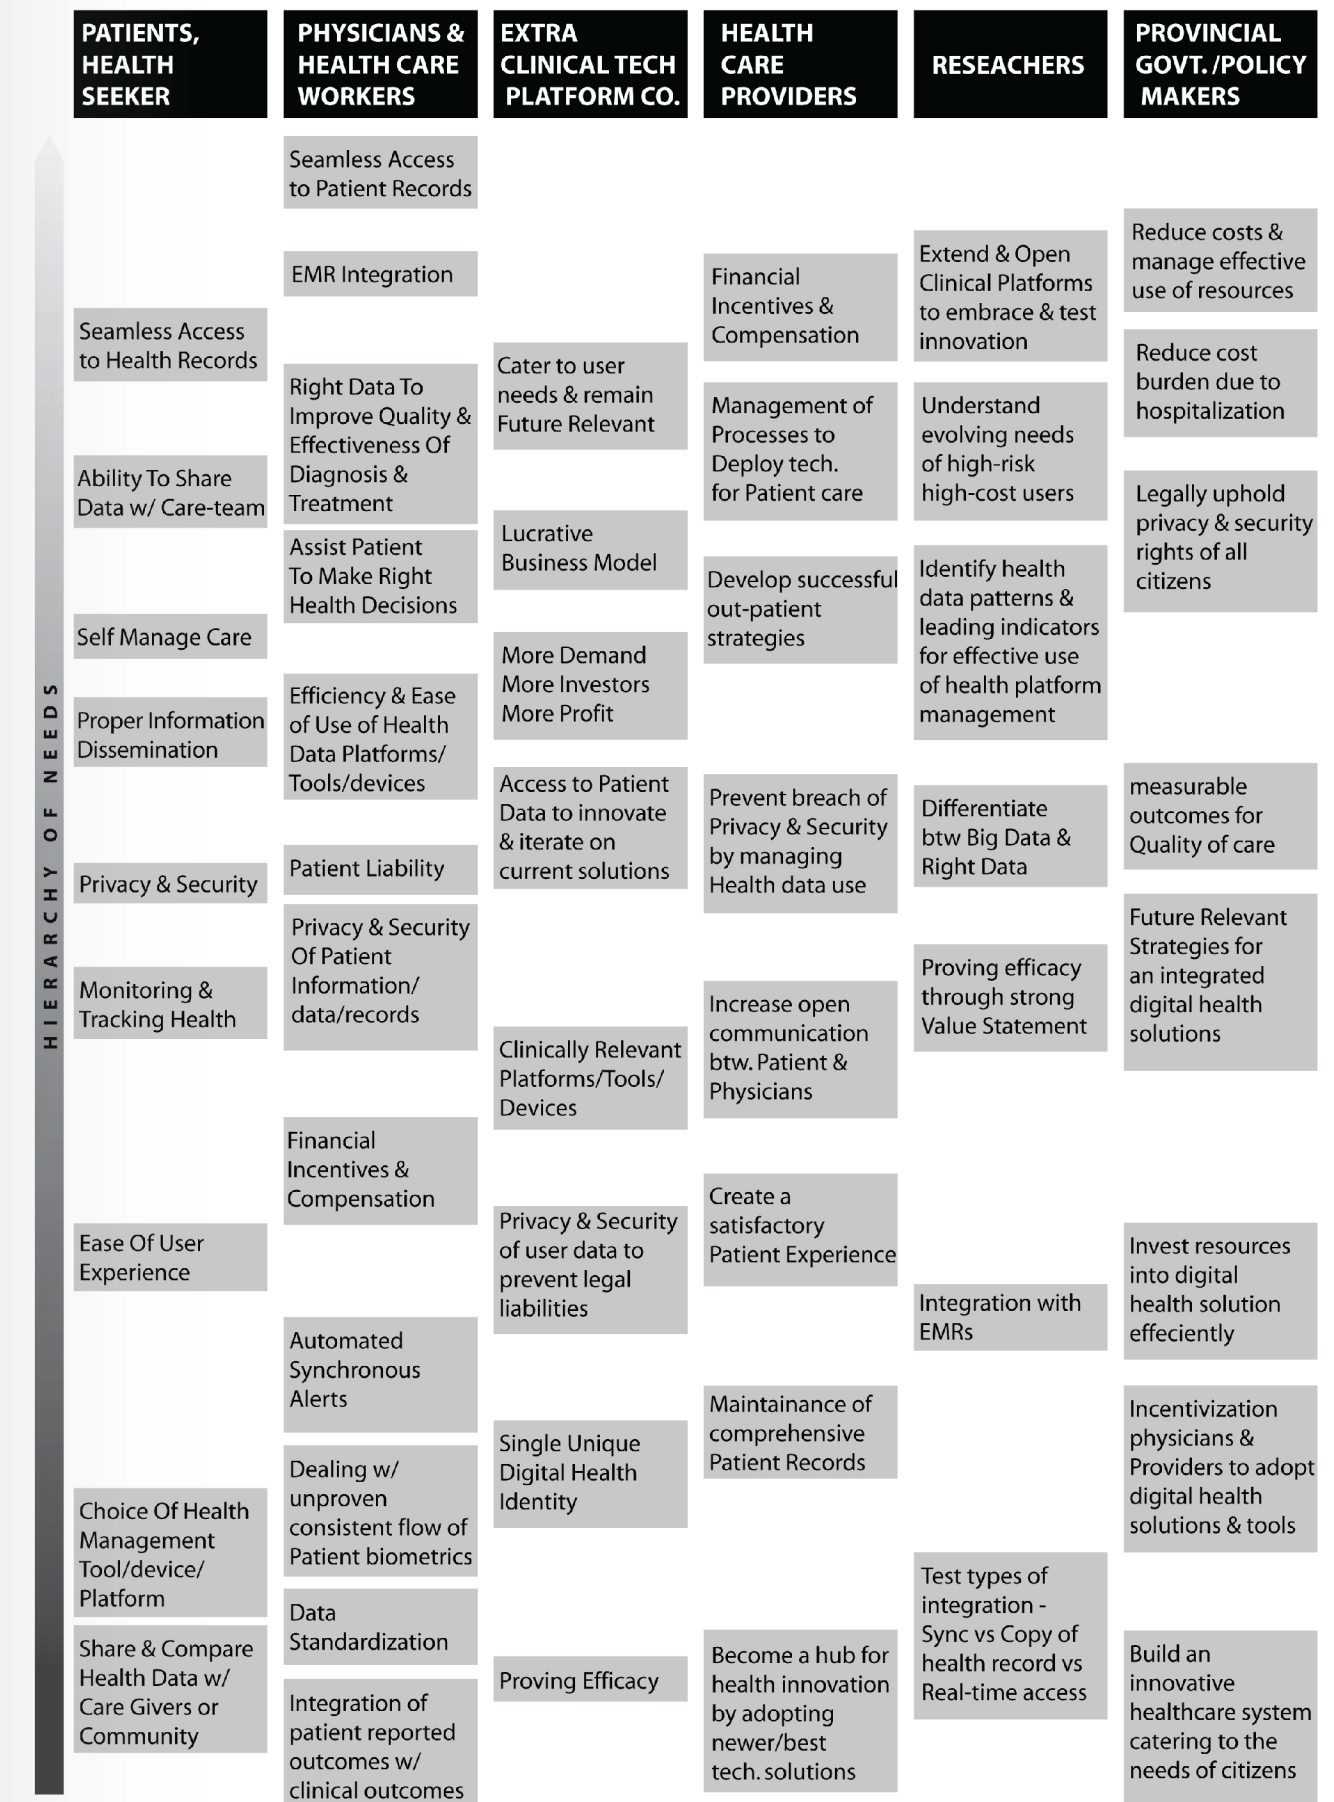 PATIENTS,
HEALTH
SEEKER
PHYSICIANS &
HEALTH CARE
WORKERS
EXTRA
CLINICAL TECH
PLATFORM CO.
HEALTH
CARE
PROVIDERS
RESEACHERS
PROVINCIAL
GOVT. /POLICY
MAKERS
HIERARCHY OF NEEDS
Seamless Access
to Health Records
Ability To Share
Data w/ Care-team
Self Manage Care
Proper Information
Dissemination
Privacy & Security
Monitoring &
Tracking Health
Ease Of User
Experience
Choice Of Health
Management
Tool/device/
Platform
Share & Compare
Health Data w/
Care Givers or
Community
Seamless Access
to Patient Records
EMR Integration
Right Data To
Improve Quality &
Effectiveness Of
Diagnosis &
Treatment
Assist Patient
To Make Right
Health Decisions
Efficiency & Ease
of Use of Health
Data Platforms/
Tools/devices
Patient Liability
Privacy & Security
Of Patient
Information/
data/records
Financial
Incentives &
Compensation
Automated
Synchronous
Alerts
Dealing w/
unproven
consistent flow of
Patient biometrics
Data
Standardization
Integration of
patient reported
outcomes w/
clinical outcomes
Cater to user
needs & remain
Future Relevant
Lucrative
Business Model
More Demand
More Investors
More Profit
Access to Patient
Data to innovate
& iterate on
current solutions
Clinically Relevant
Platforms/Tools/
Devices
Privacy & Security
of user data to
prevent legal
liabilities
Single Unique
Digital Health
Identity
Proving Efficacy
Financial
Incentives &
Compensation
Management of
Processes to
Deploy tech.
for Patient care
Develop successful
out-patient
strategies
Prevent breach of
Privacy & Security
by managing
Health data use
Increase open
communication
btw. Patient &
Physicians
Create a
satisfactory
Patient Experience
Maintainance of
comprehensive
Patient Records
Become a hub for
health innovation
by adopting
newer/best
tech. solutions
Extend & Open
Clinical Platforms
to embrace & test
innovation
Understand
evolving needs
of high-risk
high-cost users
Identify health
data patterns &
leading indicators
for effective use
of health platform
management
Differentiate
btw Big Data &
Right Data
Proving efficacy
through strong
Value Statement
Integration with
EMRs
Test types of
integration -
Sync vs Copy of
health record vs
Real-time access
Reduce costs &
manage effective
use of resources
Reduce cost
burden due to
hospitalization
Legally uphold
privacy & security
rights of all
citizens
measurable
outcomes for
Quality of care
Future Relevant
Strategies for
an integrated
digital health
solutions
Invest resources
into digital
health solution
effeciently
Incentivization
physicians &
Providers to adopt
digital health
solutions & tools
Build an
innovative
healthcare system
catering to the
needs of citizens